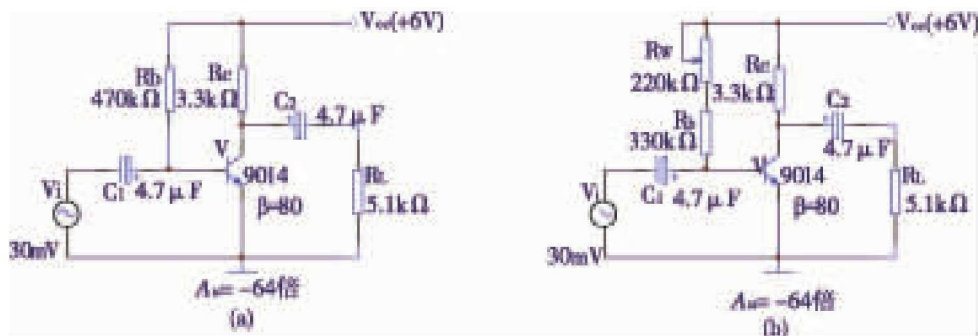 Vcc(+6V)
Rb
470kΩ
Rc
3.3kΩ
C2
4.7μF
V
9014
β=80
C1
4.7μF
Vi
30mV
RL
5.1kΩ
Au= -64倍
(a)
Vcc(+6V)
Rw
220kΩ
Rc
3.3kΩ
Rb
330kΩ
C2
4.7μF
V
9014
β=80
C1
4.7μF
Vi
30mV
RL
5.1kΩ
Au= -64倍
(b)